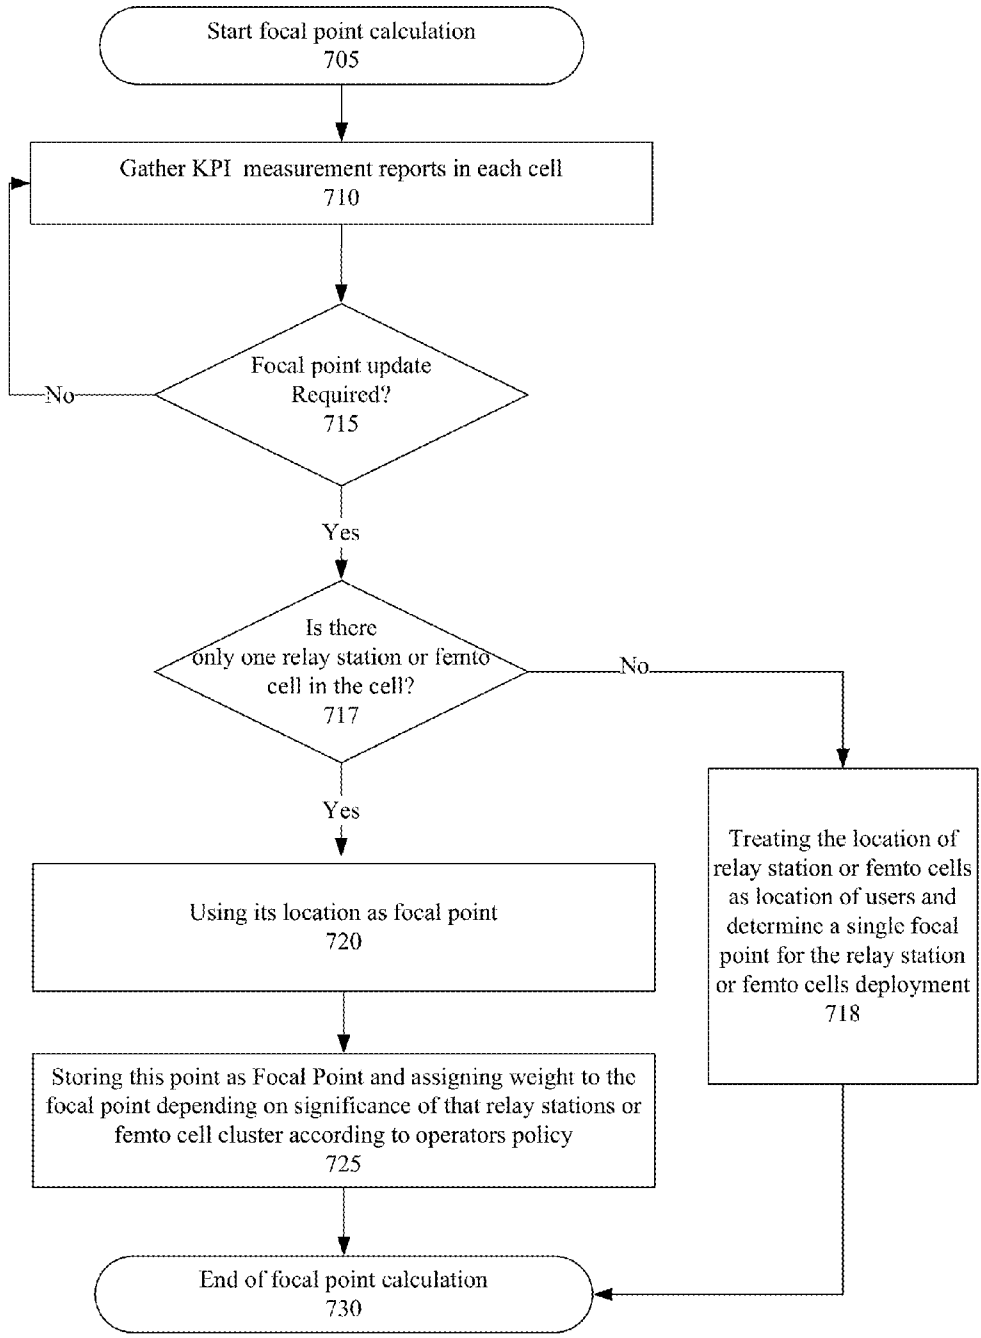 Start focal point calculation
705
Gather KPI measurement reports in each cell
710
Focal point update
Required?
715
No
Yes
Is there
only one relay station or femto
cell in the cell?
717
No
Yes
Using its location as focal point
720
Treating the location of
relay station or femto cells
as location of users and
determine a single focal
point for the relay station
or femto cells deployment
718
Storing this point as Focal Point and assigning weight to the
focal point depending on significance of that relay stations or
femto cell cluster according to operators policy
725
End of focal point calculation
730